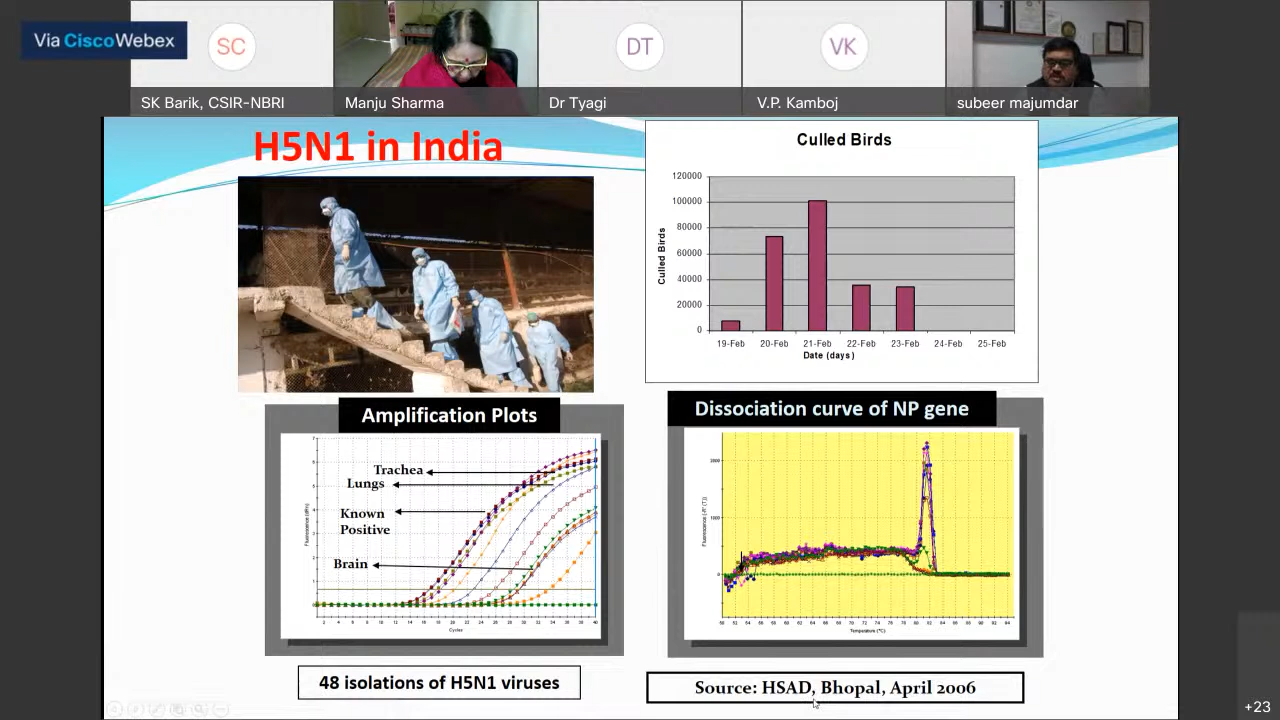 Via CiscoWebex
SC
DT
VK
SK Barik, CSIR-NBRI
Manju Sharma
Dr Tyagi
V.P. Kamboj
subeer majumdar
H5N1 in India
Culled Birds
120000
100000
80000
60000
40000
20000
0
Culled Birds
19-Feb 20-Feb 21-Feb 22-Feb 23-Feb 24-Feb 25-Feb
Date (days)
Amplification Plots
Trachea
Lungs
Known
Positive
Brain
Cycles
Dissociation curve of NP gene
Temperature (°C)
48 isolations of H5N1 viruses
Source: HSAD, Bhopal, April 2006
+23